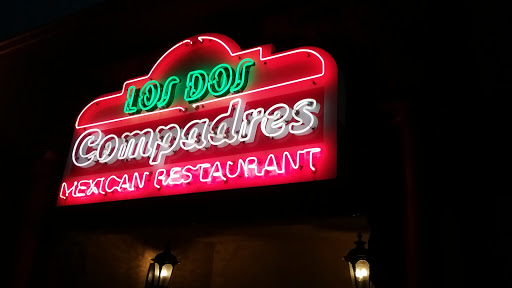 LOS DOS
Compadres
MEXICAN RESTAURANT